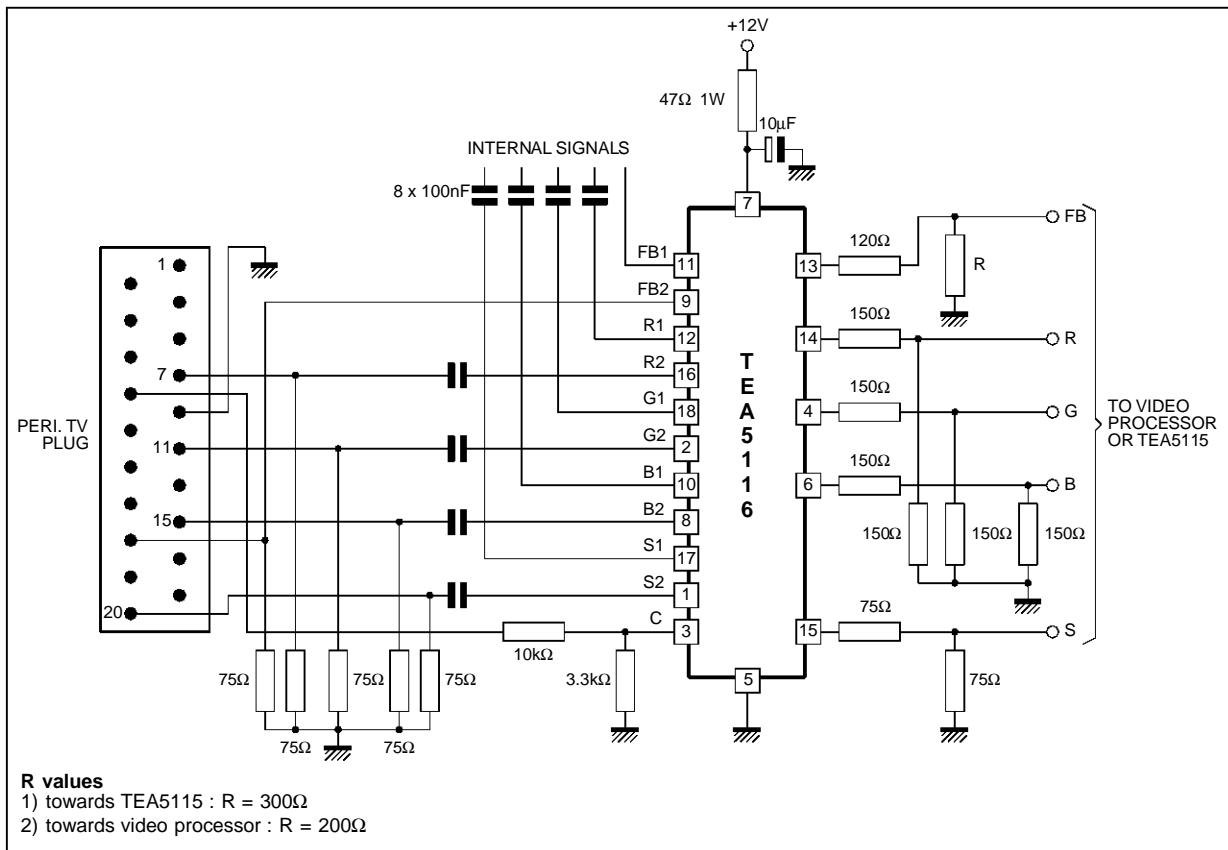 +12V
47Ω 1W
10µF
INTERNAL SIGNALS
8 x 100nF
7
FB
1
FB1
11
13
120Ω
R
FB2
9
R1
12
14
150Ω
R
7
R2
16
T
E
A
5
1
1
6
G1
18
4
150Ω
G
TO VIDEO
PROCESSOR
OR TEA5115
PERI. TV
PLUG
11
G2
2
B1
10
6
150Ω
B
15
B2
8
150Ω
150Ω
150Ω
S1
17
20
S2
1
C
3
15
75Ω
S
10kΩ
75Ω
75Ω
75Ω
3.3kΩ
5
75Ω
75Ω
75Ω
R values
1) towards TEA5115 : R = 300Ω
2) towards video processor : R = 200Ω